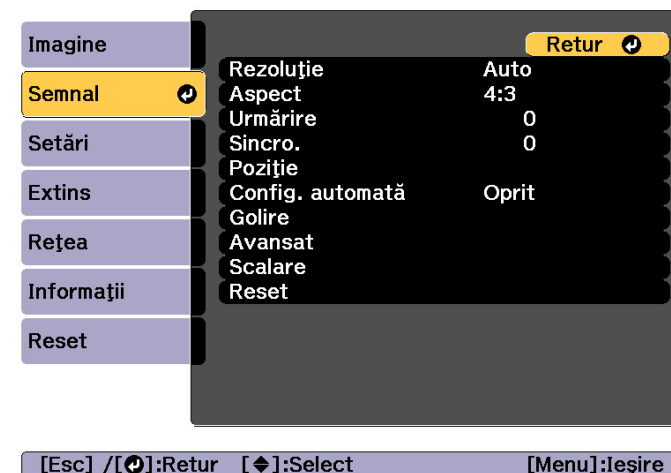 Imagine
Semnal
Setări
Extins
Reţea
Informaţii
Reset
Retur
Rezoluţie Auto
Aspect 4:3
Urmărire 0
Sincro. 0
Poziţie
Config. automată Oprit
Golire
Avansat
Scalare
Reset
[Esc] /[⏎]:Retur [◆]:Select [Menu]:Ieşire